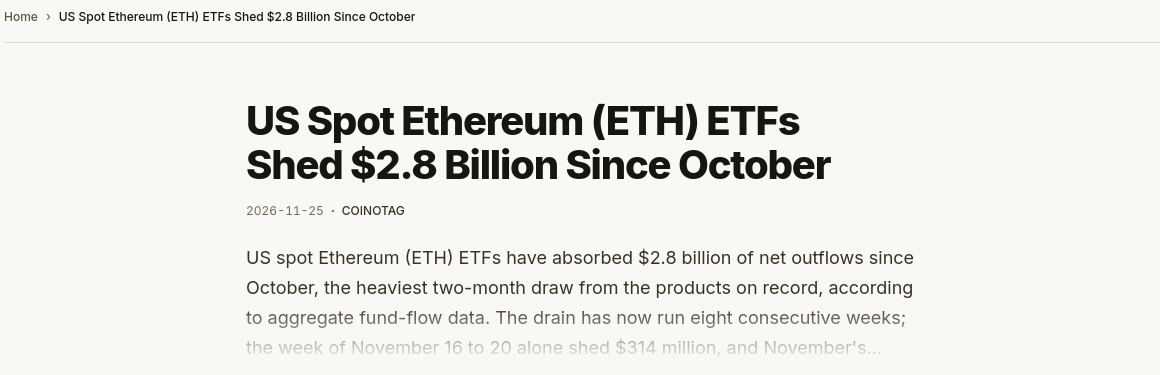 Home › US Spot Ethereum (ETH) ETFs Shed $2.8 Billion Since October
US Spot Ethereum (ETH) ETFs
Shed $2.8 Billion Since October
2026-11-25 · COINOTAG
US spot Ethereum (ETH) ETFs have absorbed $2.8 billion of net outflows since
October, the heaviest two-month draw from the products on record, according
to aggregate fund-flow data. The drain has now run eight consecutive weeks;
the week of November 16 to 20 alone shed $314 million, and November's...